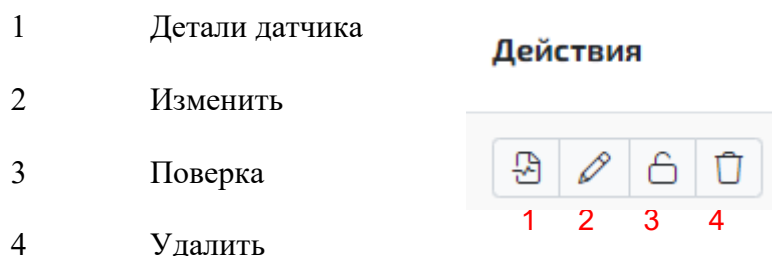 1 Детали датчика
2 Изменить
3 Поверка
4 Удалить
Действия
1 2 3 4